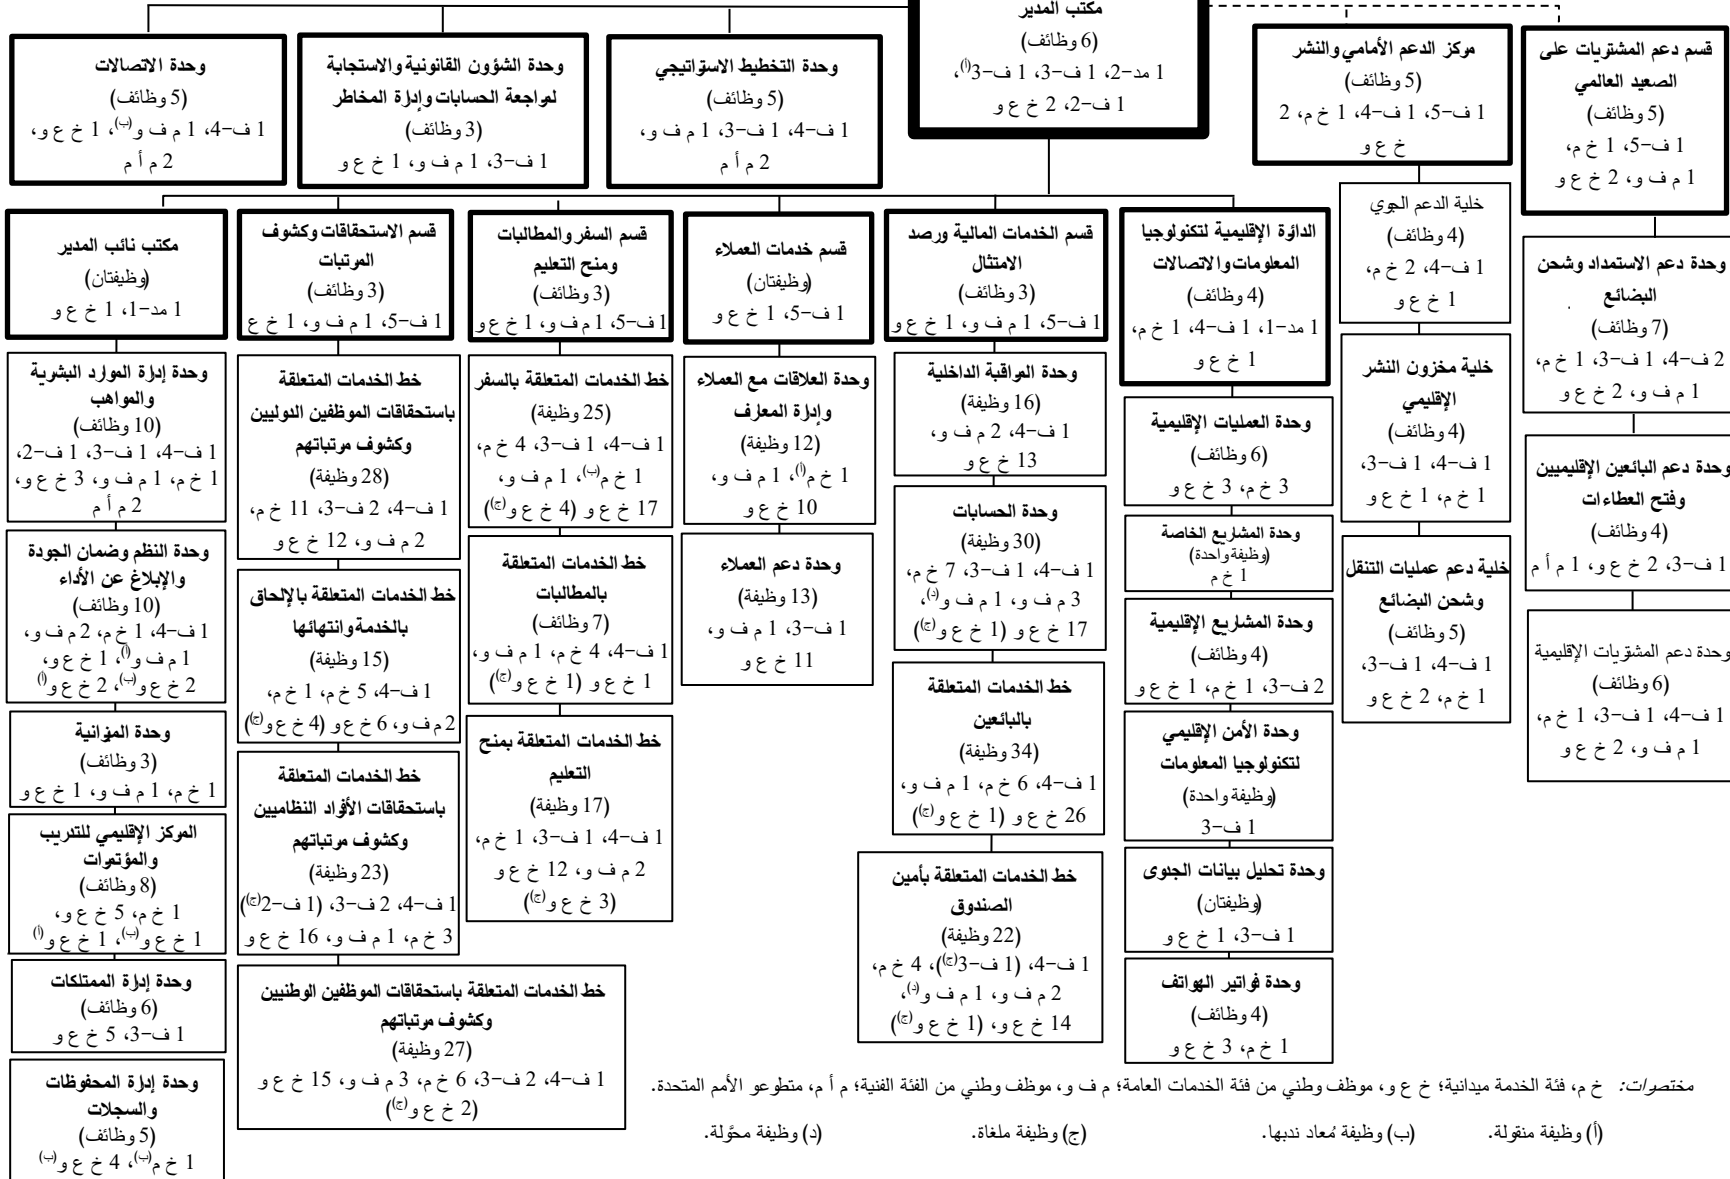 مكتب المدير
(6 وظائف)
1 مد-2، 1 ف-3، 1 ف-3(أ)،
1 ف-2، 2 خ ع و
قسم دعم المشتريات على
الصعيد العالمي
(5 وظائف)
1 ف-5، 1 خ م،
1 م ف و، 2 خ ع و
مركز الدعم الأمامي والنشر
(5 وظائف)
1 ف-5، 1 ف-4، 1 خ م، 2
خ ع و
وحدة التخطيط الاستراتيجي
(5 وظائف)
1 ف-4، 1 ف-3، 1 م ف و،
2 م أ م
وحدة الشؤون القانونية والاستجابة
لمراجعة الحسابات وإدارة المخاطر
(3 وظائف)
1 ف-3، 1 م ف و، 1 خ ع و
وحدة الاتصالات
(5 وظائف)
1 ف-4، 1 م ف و(ب)، 1 خ ع و،
2 م أ م
وحدة دعم الاستمداد وشحن
البضائع
(7 وظائف)
2 ف-4، 1 ف-3، 1 خ م،
1 م ف و، 2 خ ع و
وحدة دعم البائعين الإقليميين
وفتح العطاءات
(4 وظائف)
1 ف-3، 2 خ ع و، 1 م أ م
وحدة دعم المشتريات الإقليمية
(6 وظائف)
1 ف-4، 1 ف-3، 1 خ م،
1 م ف و، 2 خ ع و
خلية الدعم الجوي
(4 وظائف)
1 ف-4، 2 خ م،
1 خ ع و
خلية مخزون النشر
الإقليمي
(4 وظائف)
1 ف-4، 1 ف-3،
1 خ م، 1 خ ع و
خلية دعم عمليات التنقل
وشحن البضائع
(5 وظائف)
1 ف-4، 1 ف-3،
1 خ م، 2 خ ع و
الدائرة الإقليمية لتكنولوجيا
المعلومات والاتصالات
(4 وظائف)
1 مد-1، 1 ف-4، 1 خ م،
1 خ ع و
وحدة العمليات الإقليمية
(6 وظائف)
3 خ م، 3 خ ع و
وحدة المشاريع الخاصة
(وظيفة واحدة)
1 خ م
وحدة المشاريع الإقليمية
(4 وظائف)
2 ف-3، 1 خ م، 1 خ ع و
وحدة الأمن الإقليمي
لتكنولوجيا المعلومات
(وظيفة واحدة)
1 ف-3
وحدة تحليل بيانات الجدوى
(وظيفتان)
1 ف-3، 1 خ ع و
وحدة فواتير الهواتف
(4 وظائف)
1 خ م، 3 خ ع و
قسم الخدمات المالية ورصد
الامتثال
(3 وظائف)
1 ف-5، 1 م ف و، 1 خ ع و
وحدة المراقبة الداخلية
(16 وظيفة)
1 ف-4، 2 م ف و،
13 خ ع و
وحدة الحسابات
(30 وظيفة)
1 ف-4، 1 ف-3، 7 خ م،
3 م ف و، 1 م ف و(د)،
17 خ ع و (1 خ ع و(ج))
خط الخدمات المتعلقة
بالبائعين
(34 وظيفة)
1 ف-4، 6 خ م، 1 م ف و،
26 خ ع و (1 خ ع و(ج))
خط الخدمات المتعلقة بأمين
الصندوق
(22 وظيفة)
1 ف-4، (1 ف-3(ج))، 4 خ م،
2 م ف و، 1 م ف و(د)،
14 خ ع و، (1 خ ع و(ج))
قسم خدمات العملاء
(وظيفتان)
1 ف-5، 1 خ ع و
وحدة العلاقات مع العملاء
وإدارة المعارف
(12 وظيفة)
1 خ م(أ)، 1 م ف و،
10 خ ع و
وحدة دعم العملاء
(13 وظيفة)
1 ف-3، 1 م ف و،
11 خ ع و
قسم السفر والمطالبات
ومنح التعليم
(3 وظائف)
1 ف-5، 1 م ف و، 1 خ ع و
خط الخدمات المتعلقة بالسفر
(25 وظيفة)
1 ف-4، 1 ف-3، 4 خ م،
1 خ م(ب)، 1 م ف و،
17 خ ع و (4 خ ع و(ج))
خط الخدمات المتعلقة
بالمطالبات
(7 وظائف)
1 ف-4، 4 خ م، 1 م ف و،
1 خ ع و (1 خ ع و(ج))
خط الخدمات المتعلقة بمنح
التعليم
(17 وظيفة)
1 ف-4، 1 ف-3، 1 خ م،
2 م ف و، 12 خ ع و
(3 خ ع و(ج))
قسم الاستحقاقات وكشوف
المرتبات
(3 وظائف)
1 ف-5، 1 م ف و، 1 خ ع
خط الخدمات المتعلقة
باستحقاقات الموظفين الدوليين
وكشوف مرتباتهم
(28 وظيفة)
1 ف-4، 2 ف-3، 11 خ م،
2 م ف و، 12 خ ع و
خط الخدمات المتعلقة بالإلحاق
بالخدمة وانتهائها
(15 وظيفة)
1 ف-4، 5 خ م، 1 خ م،
2 م ف و، 6 خ ع و (4 خ ع و(ج))
خط الخدمات المتعلقة
باستحقاقات الأفراد النظاميين
وكشوف مرتباتهم
(23 وظيفة)
1 ف-4، 2 ف-3، (1 ف-2(ج))
3 خ م، 1 م ف و، 16 خ ع و
خط الخدمات المتعلقة باستحقاقات الموظفين الوطنيين
وكشوف مرتباتهم
(27 وظيفة)
1 ف-4، 2 ف-3، 6 خ م، 3 م ف و، 15 خ ع و
(2 خ ع و(ج))
مكتب نائب المدير
(وظيفتان)
1 مد-1، 1 خ ع و
وحدة إدارة الموارد البشرية
والمواهب
(10 وظائف)
1 ف-4، 1 ف-3، 1 ف-2،
1 خ م، 1 م ف و، 3 خ ع و،
2 م أ م
وحدة النظم وضمان الجودة
والإبلاغ عن الأداء
(10 وظائف)
1 ف-4، 1 خ م، 2 م ف و،
1 م ف و(أ)، 1 خ ع و،
2 خ ع و(ب)، 2 خ ع و(أ)
وحدة الميزانية
(3 وظائف)
1 خ م، 1 م ف و، 1 خ ع و
المركز الإقليمي للتدريب
والمؤتمرات
(8 وظائف)
1 خ م، 5 خ ع و،
1 خ ع و(ب)، 1 خ ع و(أ)
وحدة إدارة الممتلكات
(6 وظائف)
1 ف-3، 5 خ ع و
وحدة إدارة المحفوظات
والسجلات
(5 وظائف)
1 خ م(ب)، 4 خ ع و(ب)
مختصرات: خ م، فئة الخدمة ميدانية؛ خ ع و، موظف وطني من فئة الخدمات العامة؛ م ف و، موظف وطني من الفئة الفنية؛ م أ م، متطوعو الأمم المتحدة.
(أ) وظيفة منقولة. (ب) وظيفة مُعاد ندبها. (ج) وظيفة ملغاة. (د) وظيفة محوَّلة.